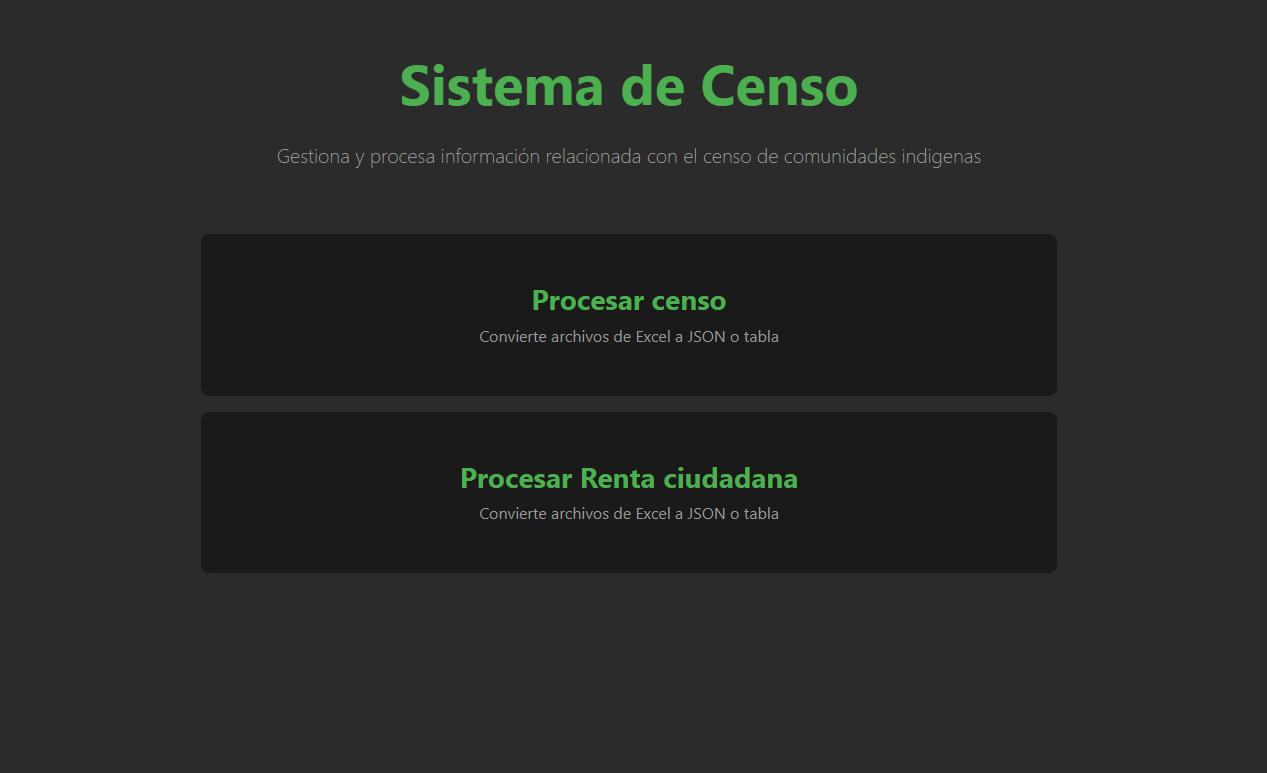 Sistema de Censo
Gestiona y procesa información relacionada con el censo de comunidades indigenas
Procesar censo
Convierte archivos de Excel a JSON o tabla
Procesar Renta ciudadana
Convierte archivos de Excel a JSON o tabla